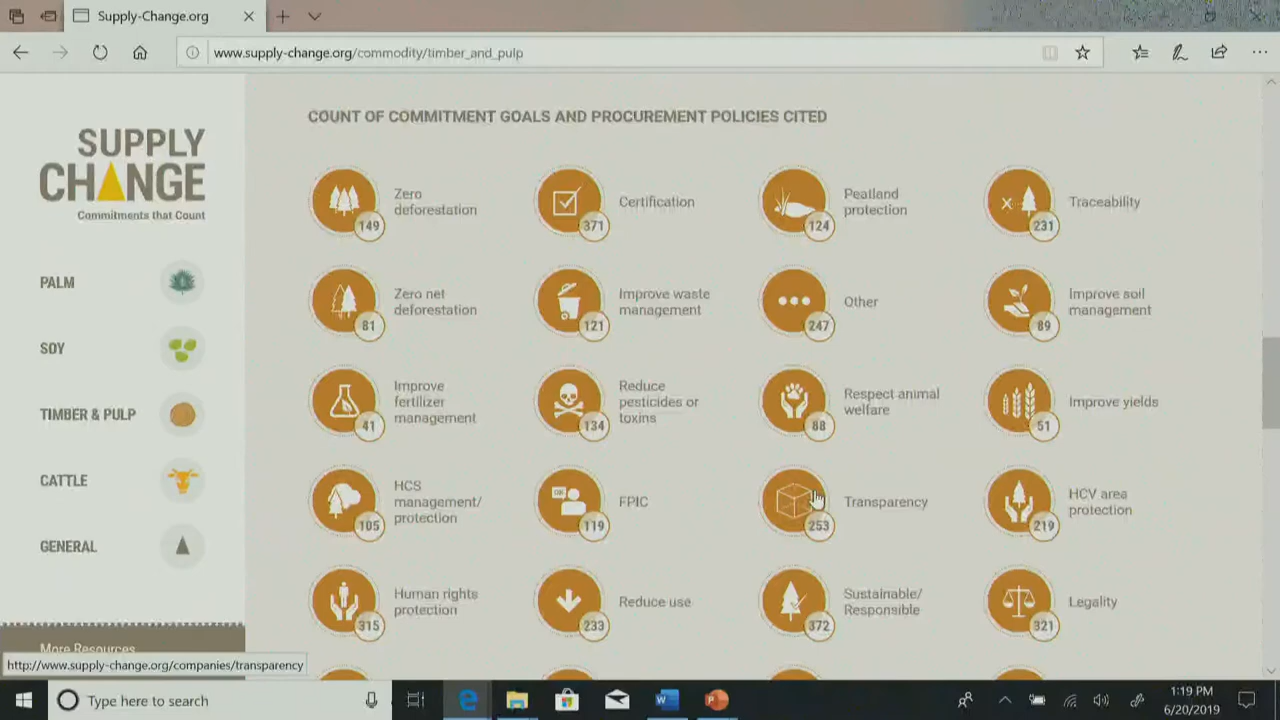 Supply-Change.org
www.supply-change.org/commodity/timber_and_pulp
SUPPLY
CHANGE
Commitments that Count
PALM
SOY
TIMBER & PULP
CATTLE
GENERAL
More Resources
http://www.supply-change.org/companies/transparency
COUNT OF COMMITMENT GOALS AND PROCUREMENT POLICIES CITED
149
Zero
deforestation
371
Certification
124
Peatland
protection
231
Traceability
81
Zero net
deforestation
121
Improve waste
management
247
Other
89
Improve soil
management
41
Improve
fertilizer
management
134
Reduce
pesticides or
toxins
88
Respect animal
welfare
51
Improve yields
105
HCS
management/
protection
119
FPIC
253
Transparency
219
HCV area
protection
315
Human rights
protection
233
Reduce use
372
Sustainable/
Responsible
321
Legality
Type here to search
1:19 PM
6/20/2019